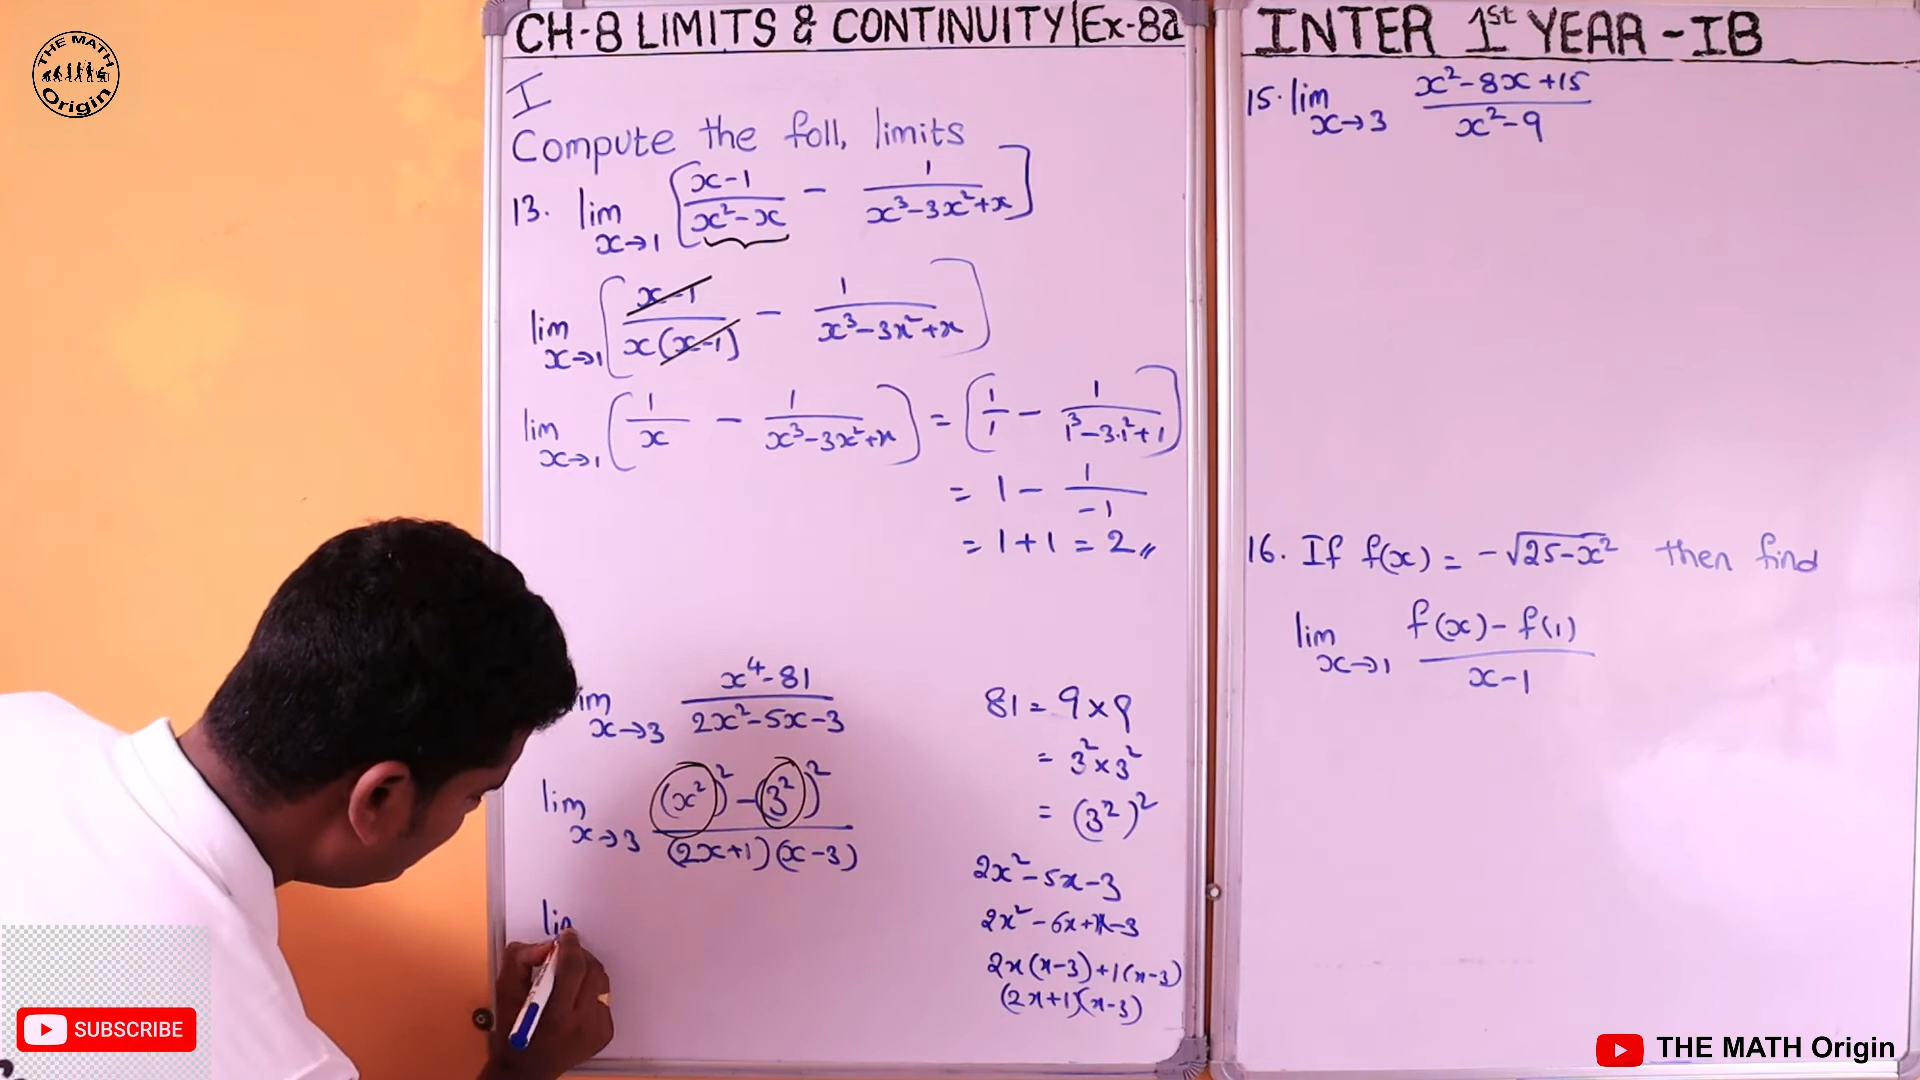 THE MATH
Origin
CH-8 LIMITS & CONTINUITY | Ex-8a
I
Compute the foll, limits
13. lim x→1 [ (x-1)/(x²-x) - 1/(x³-3x²+x) ]
lim x→1 [ (x-1)/(x(x-1)) - 1/(x³-3x²+x) ]
lim x→1 [ 1/x - 1/(x³-3x²+x) ] = [ 1/1 - 1/(1³-3.1²+1) ]
= 1 - 1/-1
= 1+1 = 2,,
im x→3 (x⁴-81)/(2x²-5x-3)
lim x→3 ((x²)²-(3²)²)/((2x+1)(x-3))
lin
81 = 9×9
= 3²×3²
= (3²)²
2x²-5x-3
2x²-6x+x-3
2x(x-3)+1(x-3)
(2x+1)(x-3)
INTER 1st YEAR - IB
15. lim x→3 (x²-8x+15)/(x²-9)
16. If f(x) = -√(25-x²) then find
lim x→1 (f(x)-f(1))/(x-1)
SUBSCRIBE
THE MATH Origin